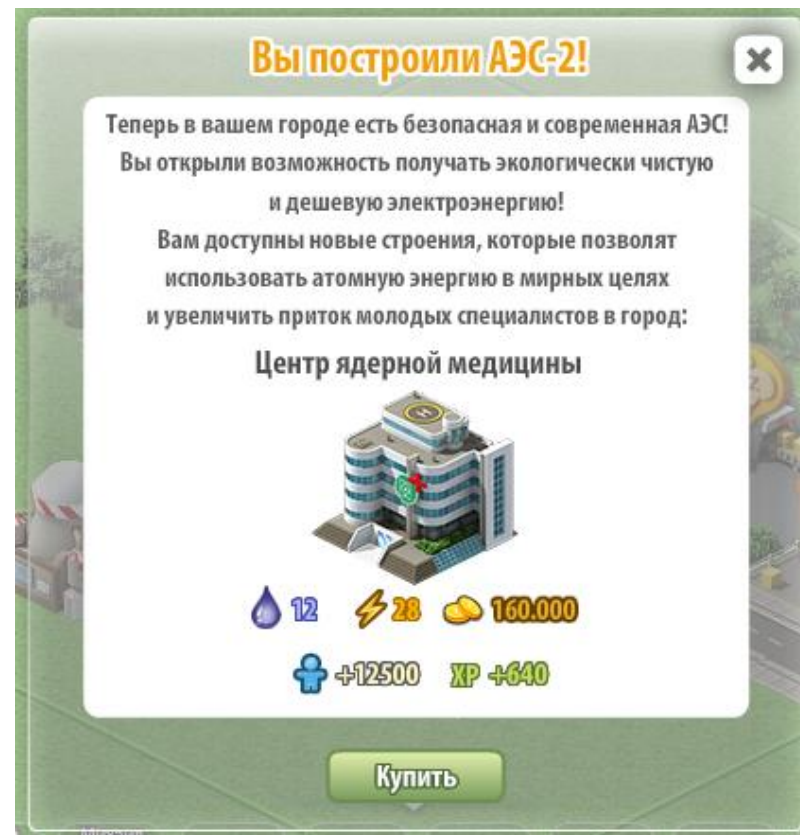 Вы построили АЭС-2!
Теперь в вашем городе есть безопасная и современная АЭС!
Вы открыли возможность получать экологически чистую
и дешевую электроэнергию!
Вам доступны новые строения, которые позволят
использовать атомную энергию в мирных целях
и увеличить приток молодых специалистов в город:
Центр ядерной медицины
H
12 28 160.000
+12500 XP +640
Купить